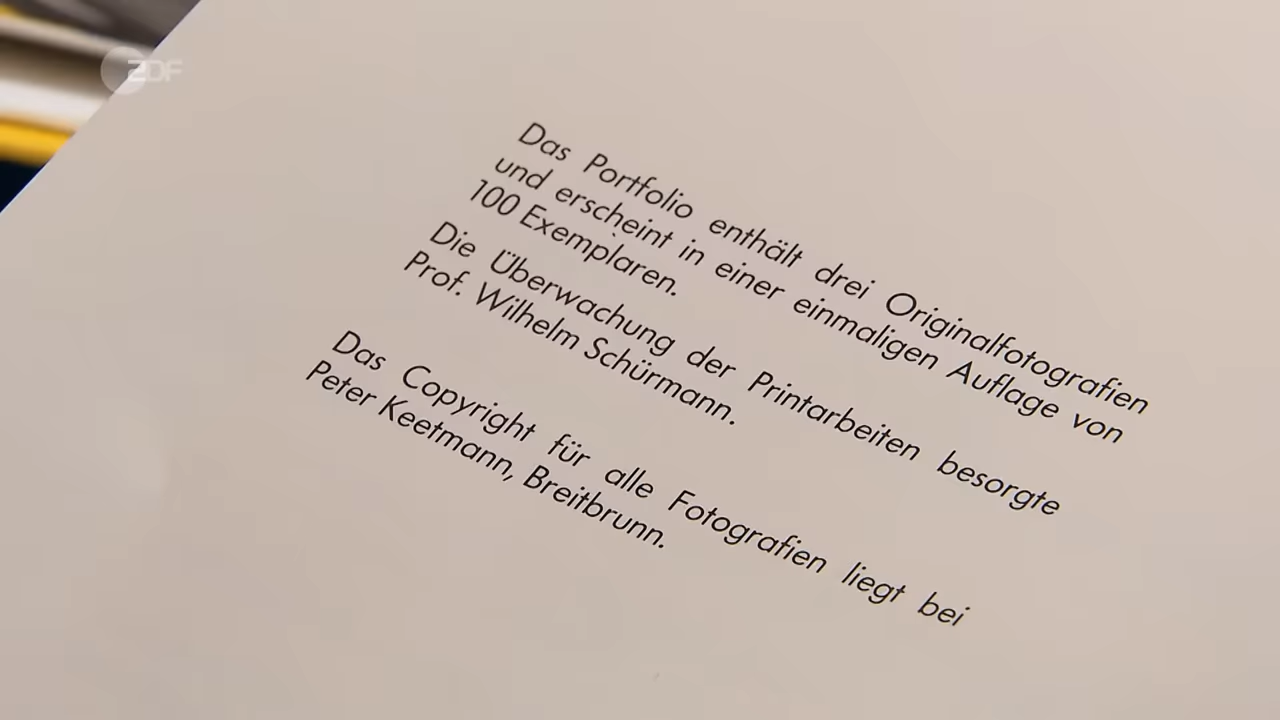 ZDF
Das Portfolio enthält drei Originalfotografien
und erscheint in einer einmaligen Auflage von
100 Exemplaren.
Die Überwachung der Printarbeiten besorgte
Prof. Wilhelm Schürmann.
Das Copyright für alle Fotografien liegt bei
Peter Keetmann, Breitbrunn.